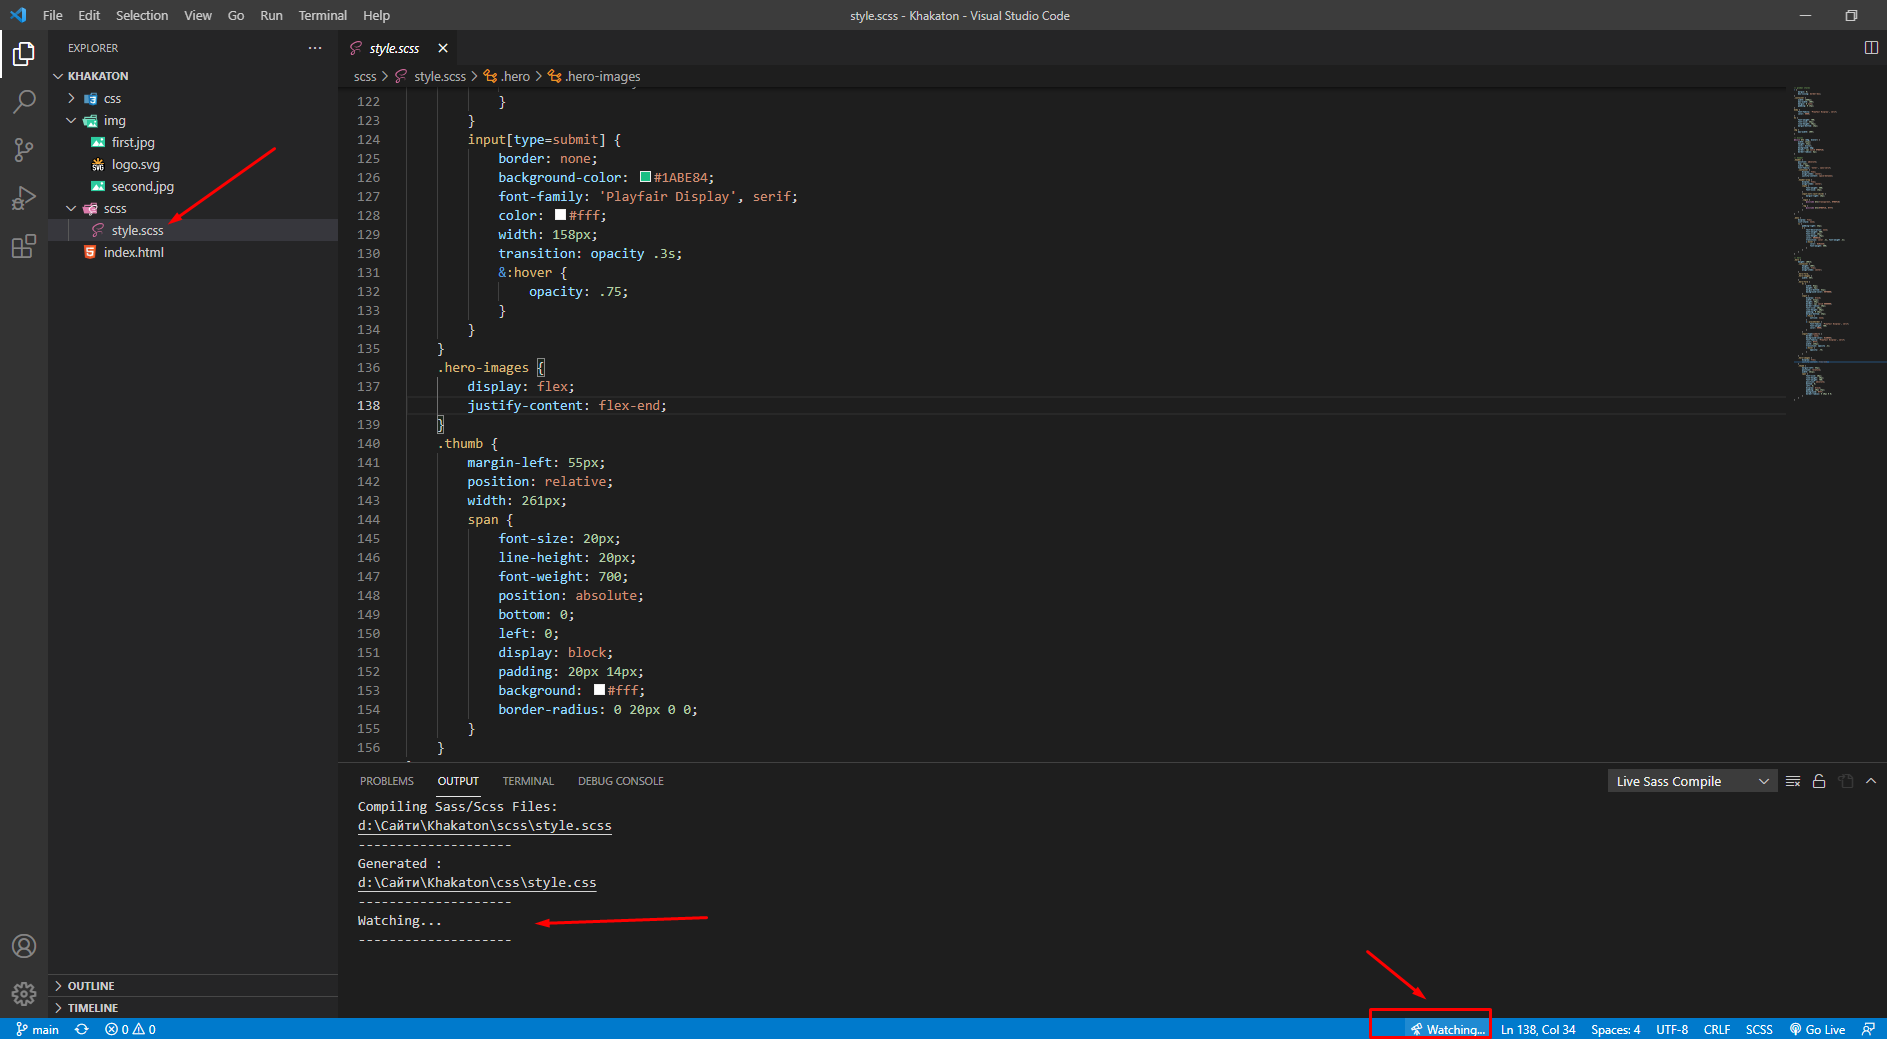 File Edit Selection View Go Run Terminal Help
style.scss - Khakaton - Visual Studio Code
EXPLORER
KHAKATON
css
img
first.jpg
logo.svg
second.jpg
scss
style.scss
index.html
OUTLINE
TIMELINE
style.scss
scss > style.scss > .hero > .hero-images
122 }
123 }
124 input[type=submit] {
125 border: none;
126 background-color: #1ABE84;
127 font-family: 'Playfair Display', serif;
128 color: #fff;
129 width: 158px;
130 transition: opacity .3s;
131 &:hover {
132 opacity: .75;
133 }
134 }
135 }
136 .hero-images {
137 display: flex;
138 justify-content: flex-end;
139 }
140 .thumb {
141 margin-left: 55px;
142 position: relative;
143 width: 261px;
144 span {
145 font-size: 20px;
146 line-height: 20px;
147 font-weight: 700;
148 position: absolute;
149 bottom: 0;
150 left: 0;
151 display: block;
152 padding: 20px 14px;
153 background: #fff;
154 border-radius: 0 20px 0 0;
155 }
156 }
PROBLEMS OUTPUT TERMINAL DEBUG CONSOLE
Live Sass Compile
Compiling Sass/Scss Files:
d:\Сайти\Khakaton\scss\style.scss
--------------------
Generated :
d:\Сайти\Khakaton\css\style.css
--------------------
Watching...
--------------------
main 0 0 Watching... Ln 138, Col 34 Spaces: 4 UTF-8 CRLF SCSS Go Live